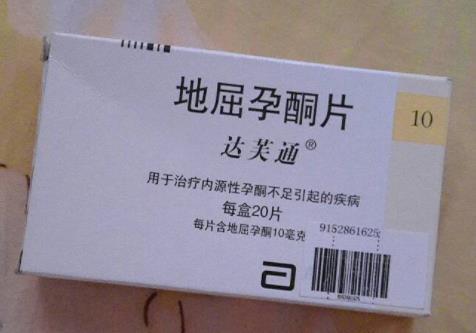 地屈孕酮片
10
达芙通®
用于治疗内源性孕酮不足引起的疾病
每盒20片
每片含地屈孕酮10毫克
9152861625